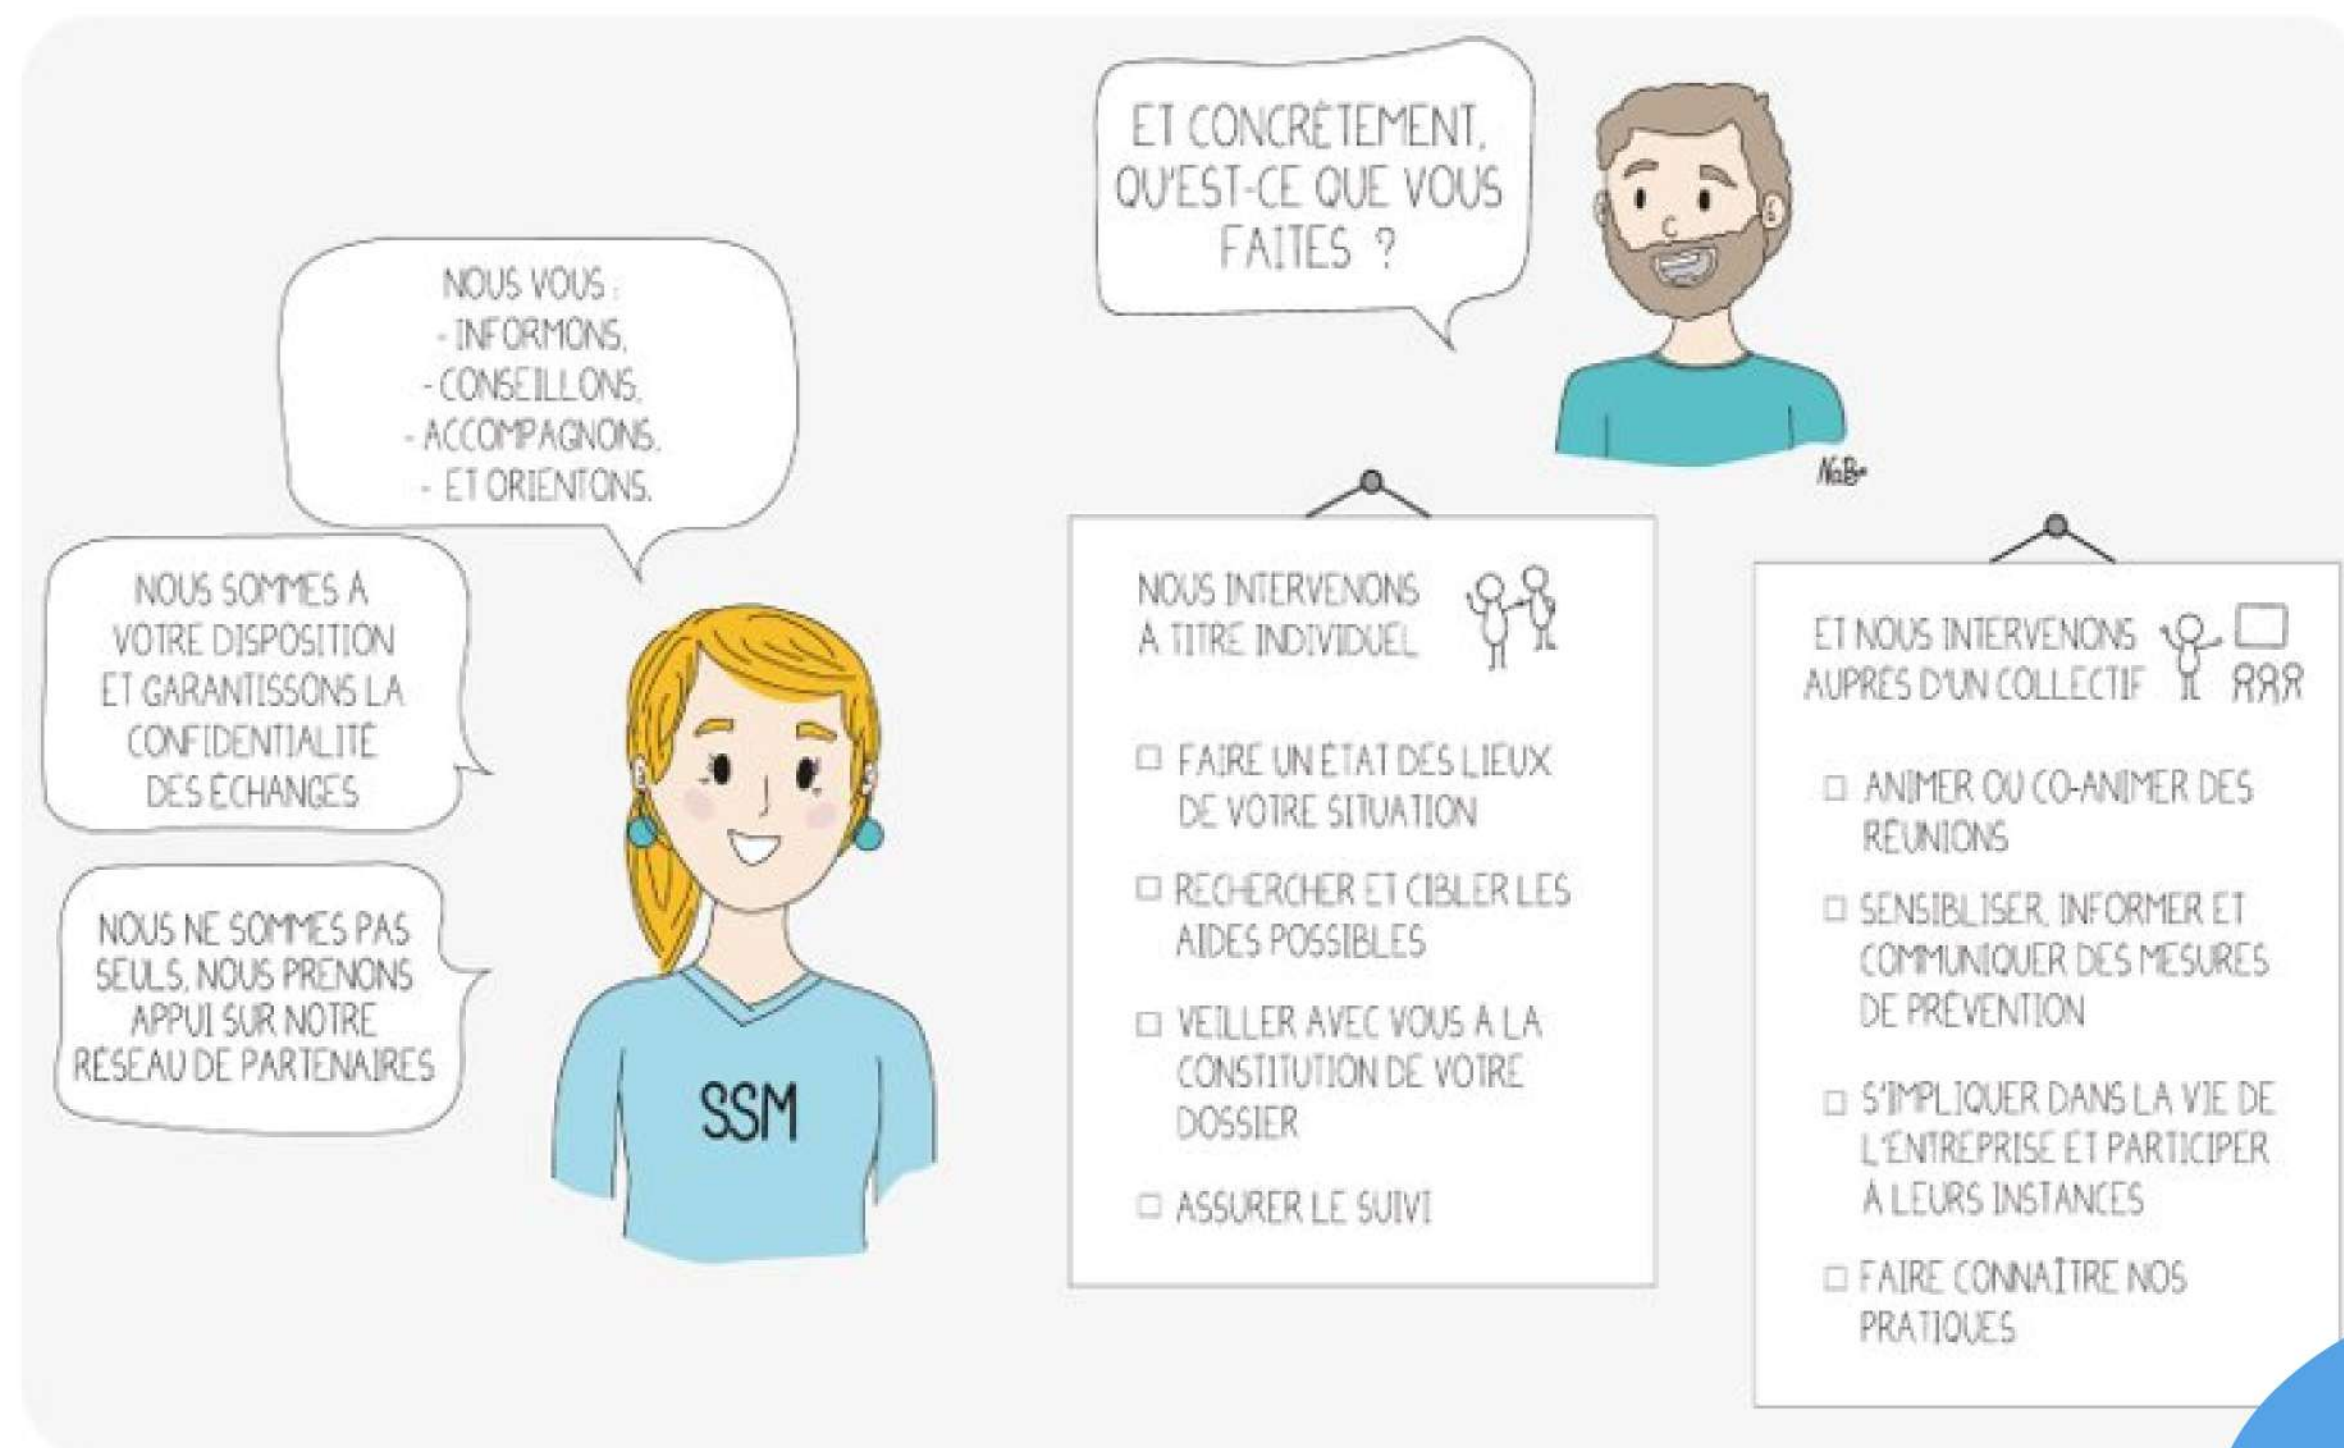 NOUS VOUS :
- INFORMONS,
- CONSEILLONS,
- ACCOMPAGNONS,
- ET ORIENTONS.
NOUS SOMMES A
VOTRE DISPOSITION
ET GARANTISSONS LA
CONFIDENTIALITÉ
DES ÉCHANGES
NOUS NE SOMMES PAS
SEULS, NOUS PRENONS
APPUI SUR NOTRE
RÉSEAU DE PARTENAIRES
SSM
ET CONCRÈTEMENT,
QU'EST-CE QUE VOUS
FAITES ?
NOUS INTERVENONS
À TITRE INDIVIDUEL
FAIRE UN ÉTAT DES LIEUX
DE VOTRE SITUATION
RECHERCHER ET CIBLER LES
AIDES POSSIBLES
VEILLER AVEC VOUS À LA
CONSTITUTION DE VOTRE
DOSSIER
ASSURER LE SUIVI
ET NOUS INTERVENONS
AUPRÈS D'UN COLLECTIF
ANIMER OU CO-ANIMER DES
RÉUNIONS
SENSIBLISER, INFORMER ET
COMMUNIQUER DES MESURES
DE PRÉVENTION
S'IMPLIQUER DANS LA VIE DE
L'ENTREPRISE ET PARTICIPER
À LEURS INSTANCES
FAIRE CONNAÎTRE NOS
PRATIQUES